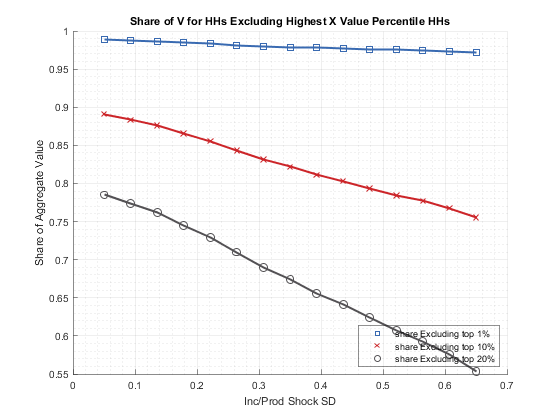 Share of V for HHs Excluding Highest X Value Percentile HHs
1
0.95
0.9
0.85
0.8
0.75
0.7
0.65
0.6
0.55
Share of Aggregate Value
share Excluding top 1%
share Excluding top 10%
share Excluding top 20%
0 0.1 0.2 0.3 0.4 0.5 0.6 0.7
Inc/Prod Shock SD